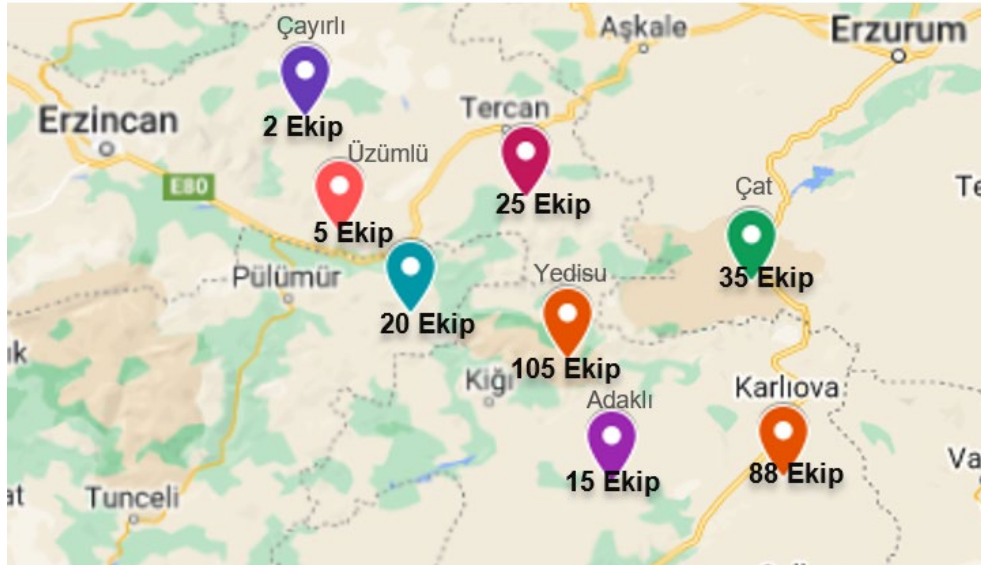 Çayırlı
Aşkale
Erzurum
Erzincan
2 Ekip
Tercan
Üzümlü
E80
25 Ekip
Çat
Te
5 Ekip
Pülümür
Yedisu
35 Ekip
20 Ekip
ık
105 Ekip
Kiğı
Karlıova
Adaklı
15 Ekip
88 Ekip
Va
at
Tunceli